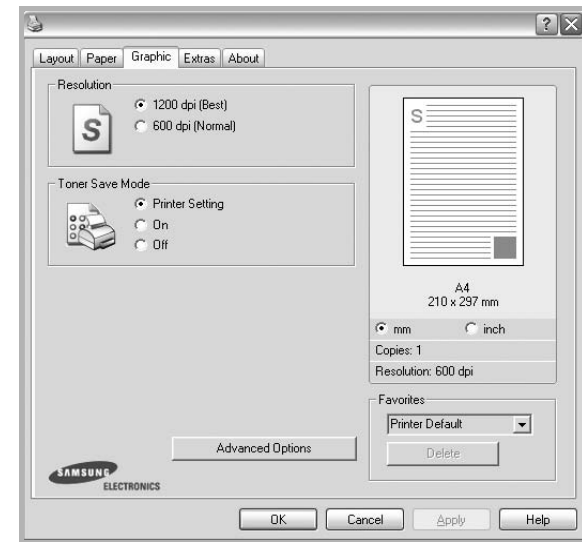 ? X
Layout Paper Graphic Extras About
Resolution
S
1200 dpi (Best)
600 dpi (Normal)
Toner Save Mode
Printer Setting
On
Off
S
A4
210 x 297 mm
mm inch
Copies: 1
Resolution: 600 dpi
Favorites
Printer Default
Delete
Advanced Options
SAMSUNG
ELECTRONICS
OK Cancel Apply Help